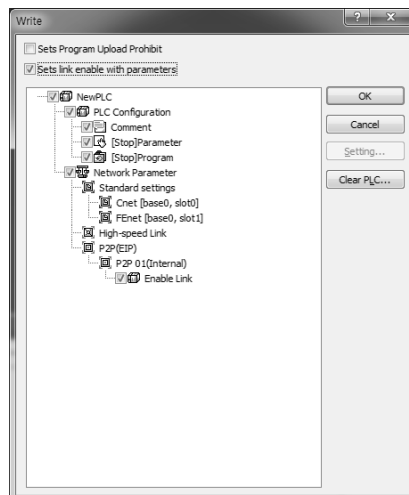 Write
Sets Program Upload Prohibit
Sets link enable with parameters
NewPLC
PLC Configuration
Comment
[Stop]Parameter
[Stop]Program
Network Parameter
Standard settings
Cnet [base0, slot0]
FEnet [base0, slot1]
High-speed Link
P2P(EIP)
P2P 01(Internal)
Enable Link
OK
Cancel
Setting...
Clear PLC...